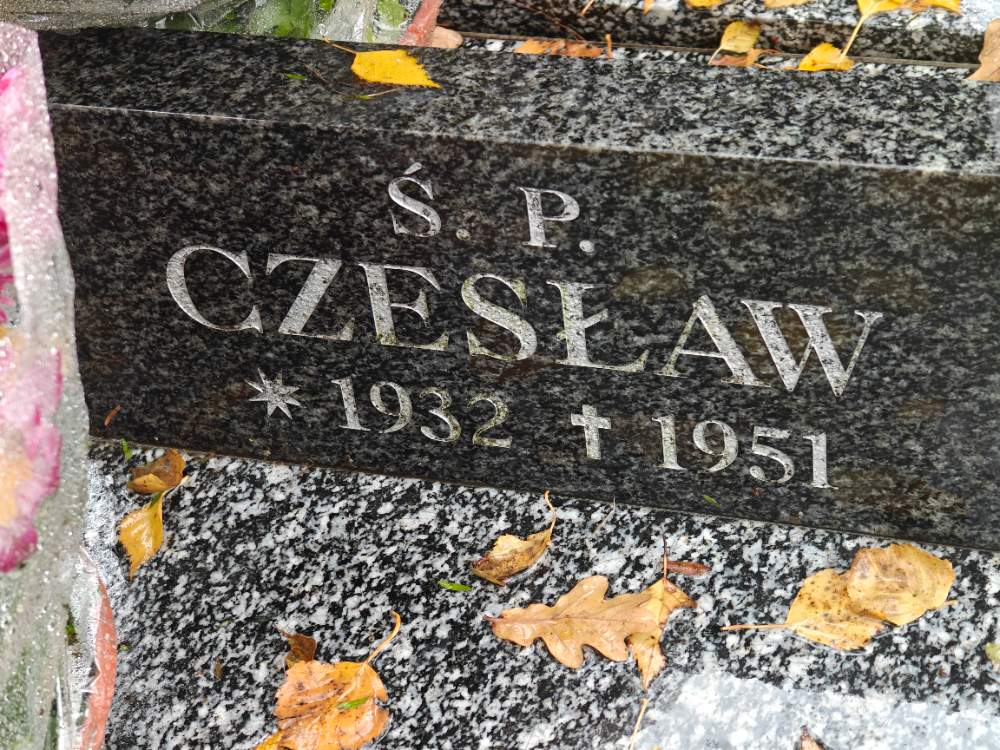 Ś. P.
CZESŁAW
* 1932 † 1951